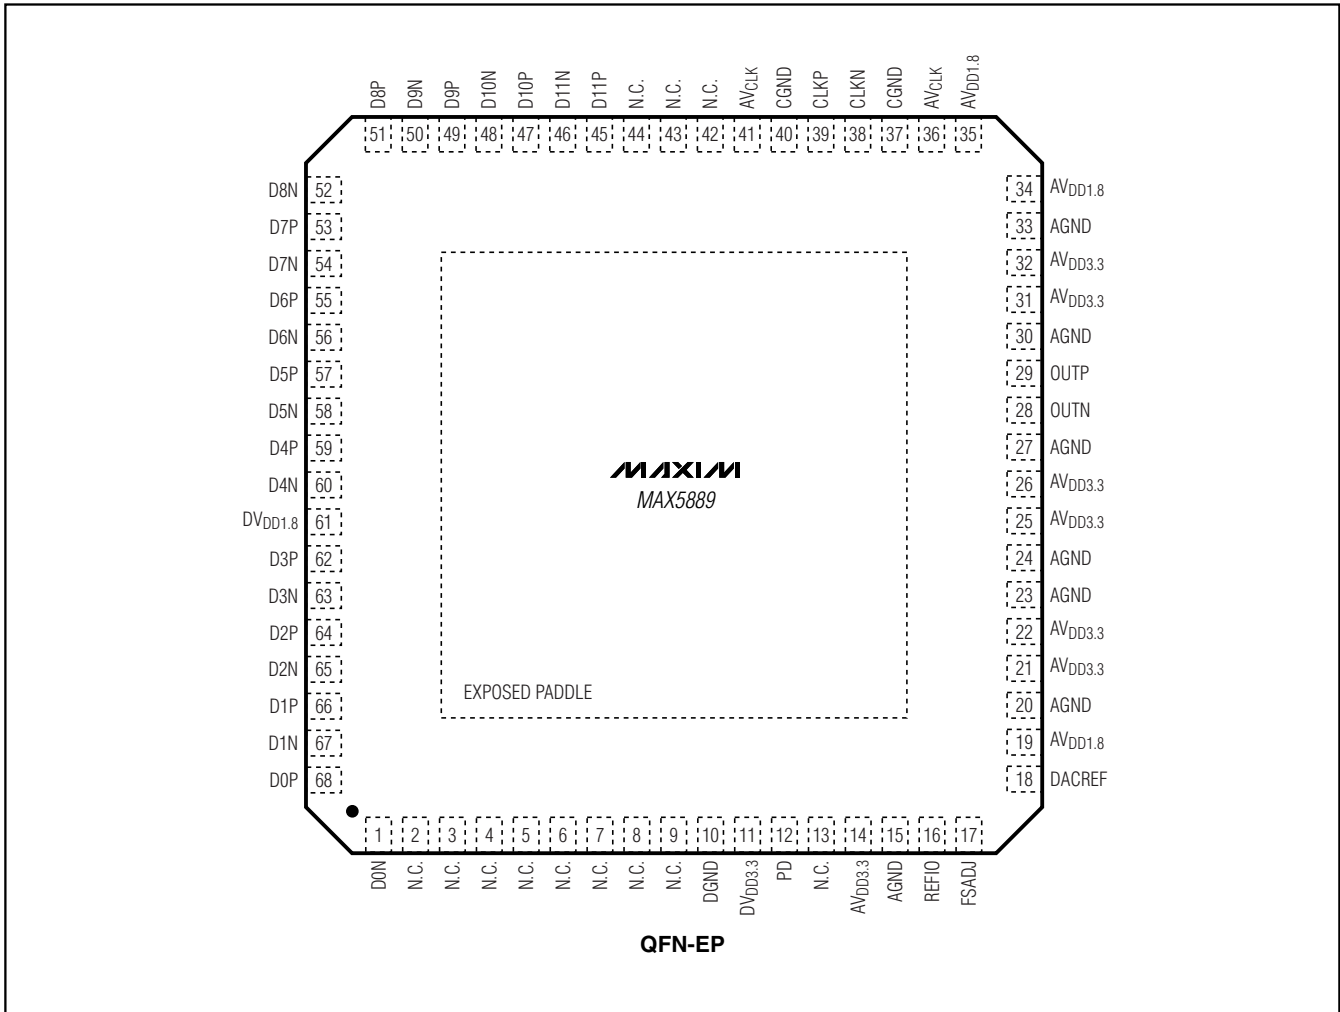 D8P
D9N
D9P
D10N
D10P
D11N
D11P
N.C.
N.C.
N.C.
AVCLK
CGND
CLKP
CLKN
CGND
AVCLK
AVDD1.8
51 50 49 48 47 46 45 44 43 42 41 40 39 38 37 36 35
D8N 52
D7P 53
D7N 54
D6P 55
D6N 56
D5P 57
D5N 58
D4P 59
D4N 60
DVDD1.8 61
D3P 62
D3N 63
D2P 64
D2N 65
D1P 66
D1N 67
D0P 68
MAXIM
MAX5889
EXPOSED PADDLE
34 AVDD1.8
33 AGND
32 AVDD3.3
31 AVDD3.3
30 AGND
29 OUTP
28 OUTN
27 AGND
26 AVDD3.3
25 AVDD3.3
24 AGND
23 AGND
22 AVDD3.3
21 AVDD3.3
20 AGND
19 AVDD1.8
18 DACREF
1 2 3 4 5 6 7 8 9 10 11 12 13 14 15 16 17
D0N
N.C.
N.C.
N.C.
N.C.
N.C.
N.C.
N.C.
N.C.
DGND
DVDD3.3
PD
N.C.
AVDD3.3
AGND
REFIO
FSADJ
QFN-EP